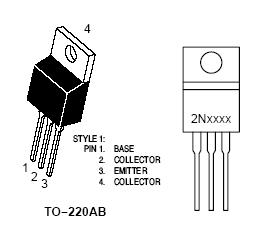 4
2Nxxxx
STYLE 1:
PIN 1. BASE
2. COLLECTOR
3. EMITTER
4. COLLECTOR
1
2
3
TO-220AB